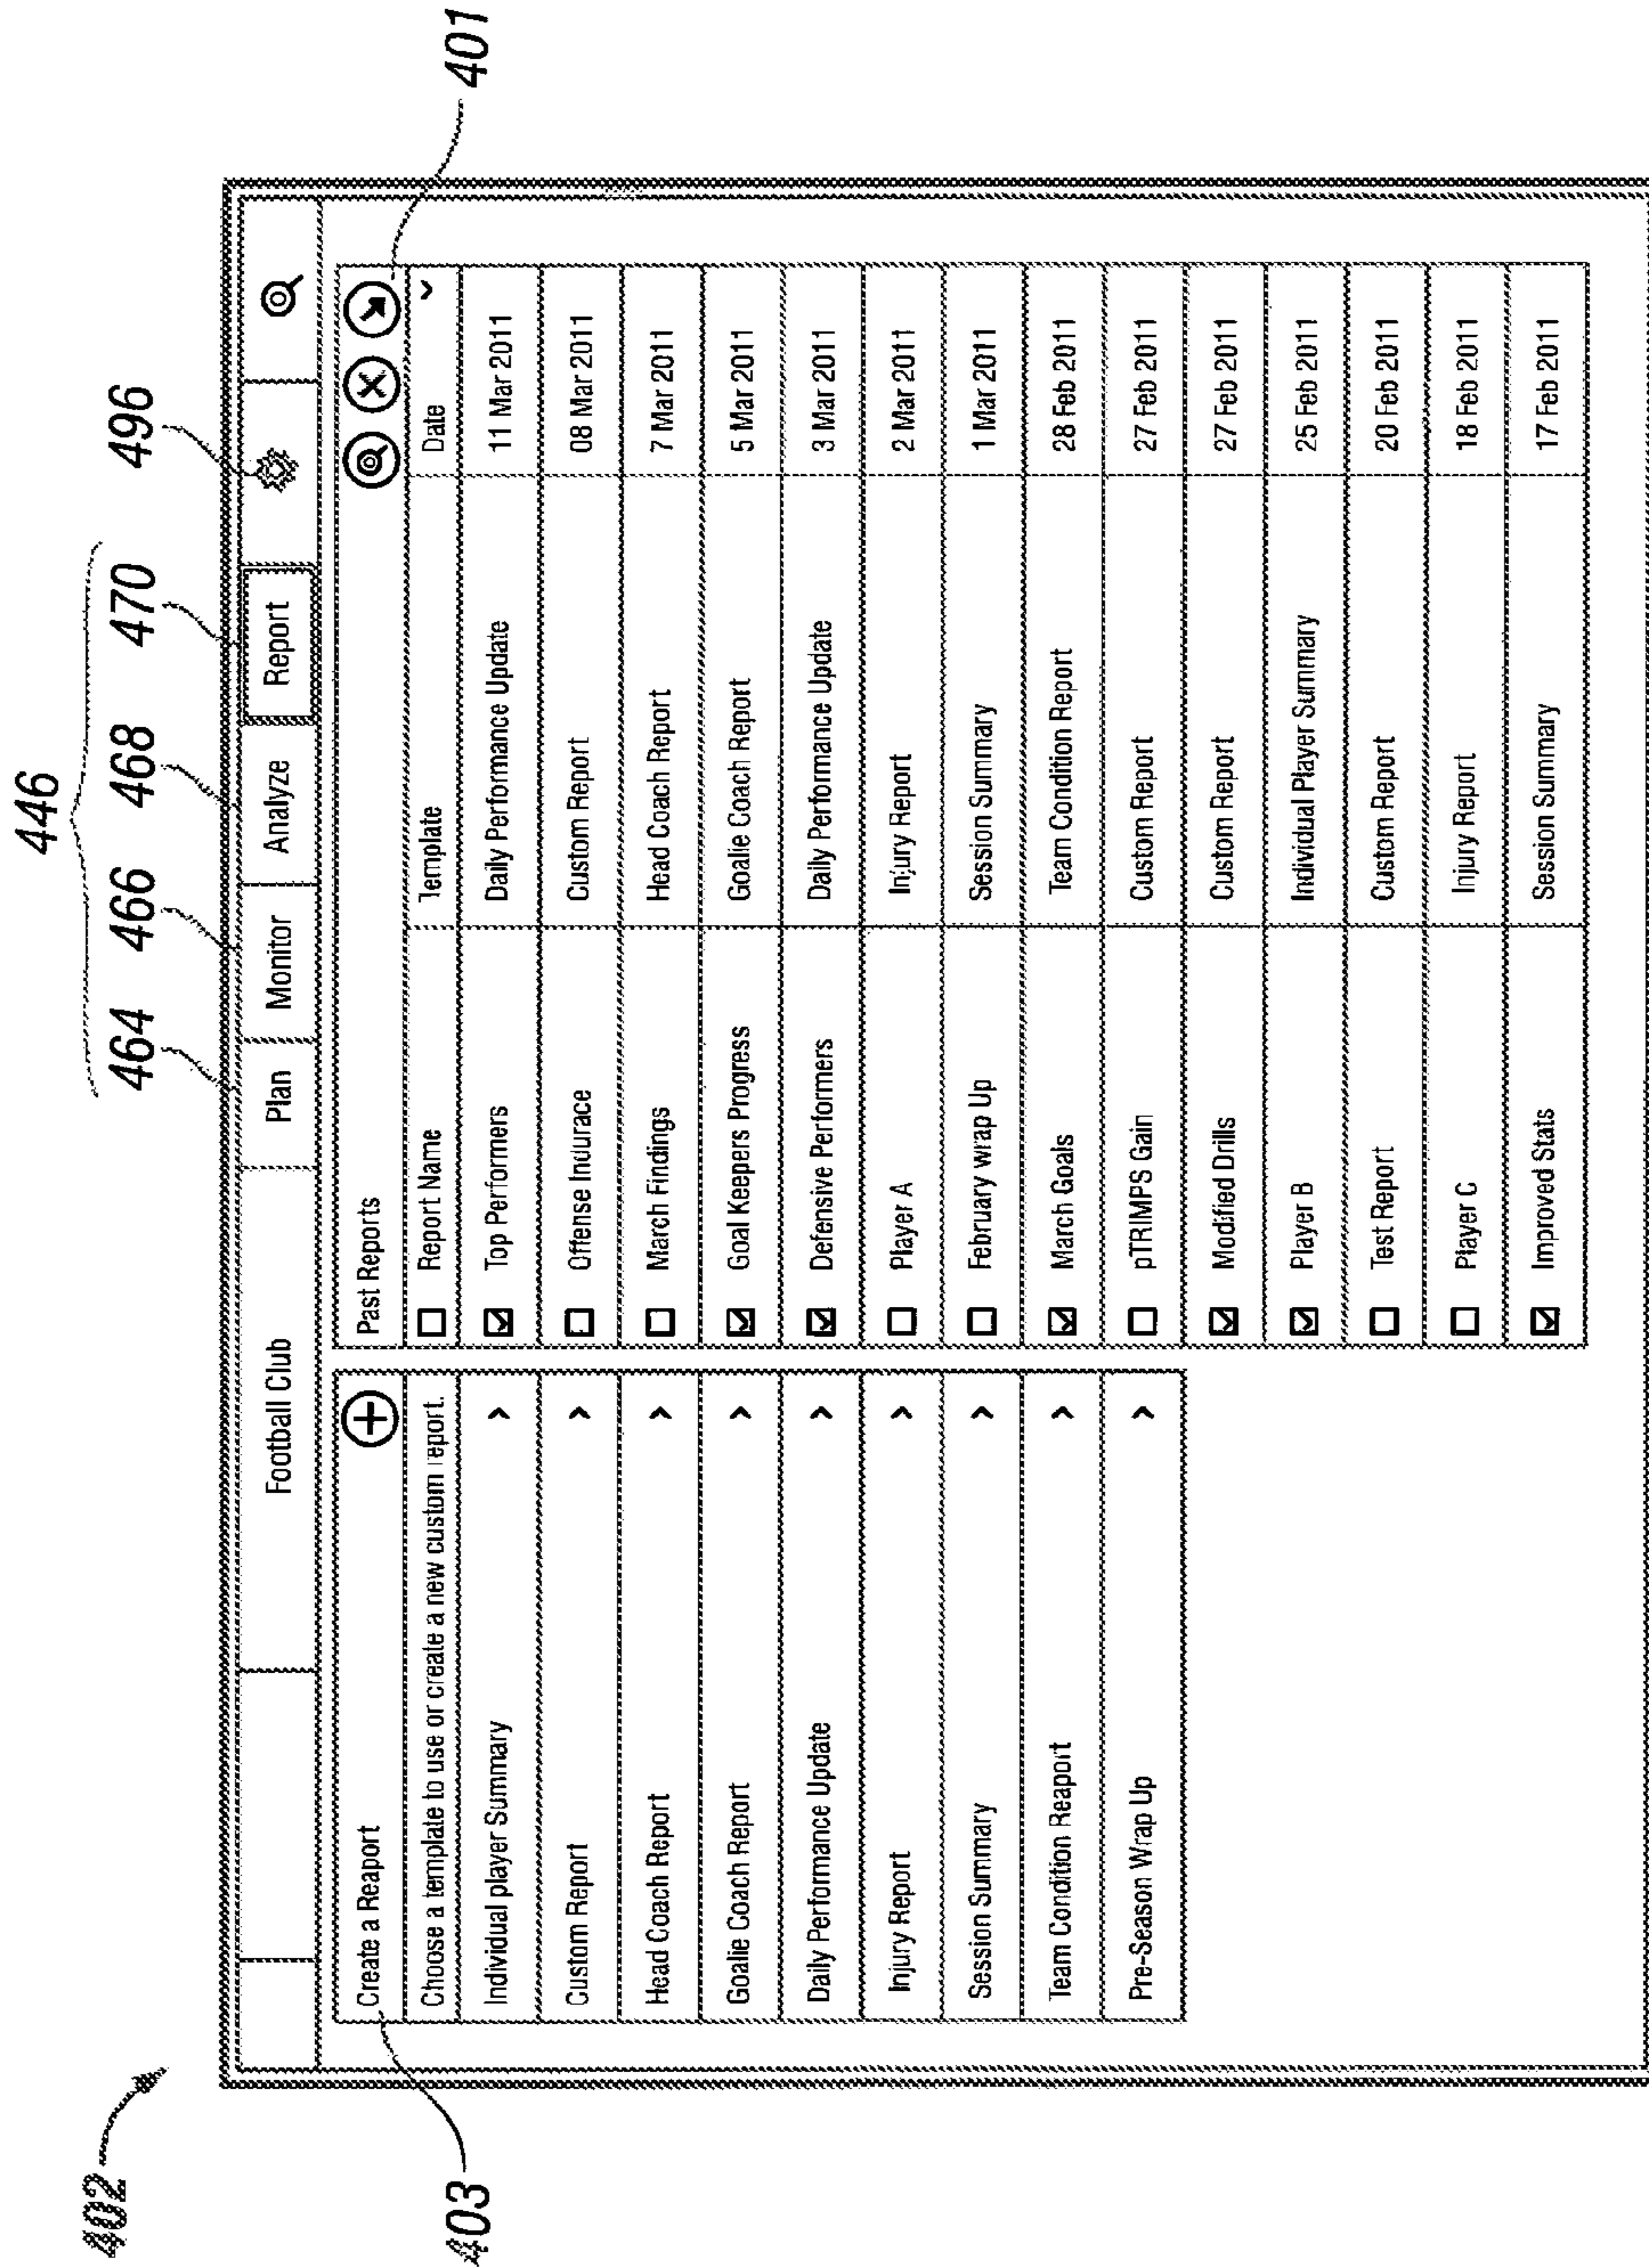 446
464 466 468 470 496
402
Football Club Plan Monitor Analyze Report
403
Create a Reaport
Choose a template to use or create a new custom report.
Individual player Summary >
Custom Report >
Head Coach Report >
Goalie Coach Report >
Daily Performance Update >
Injury Report >
Session Summary >
Team Condition Reaport >
Pre-Season Wrap Up >
401
Past Reports
Report Name Template Date
Top Performers Daily Performance Update 11 Mar 2011
Offense Indurace Custom Report 08 Mar 2011
March Findings Head Coach Report 7 Mar 2011
Goal Keepers Progress Goalie Coach Report 5 Mar 2011
Defensive Performers Daily Performance Update 3 Mar 2011
Player A Injury Report 2 Mar 2011
February wrap Up Session Summary 1 Mar 2011
March Goals Team Condition Report 28 Feb 2011
pTRIMPS Gain Custom Report 27 Feb 2011
Modified Drills Custom Report 27 Feb 2011
Player B Individual Player Summary 25 Feb 2011
Test Report Custom Report 20 Feb 2011
Player C Injury Report 18 Feb 2011
Improved Stats Session Summary 17 Feb 2011